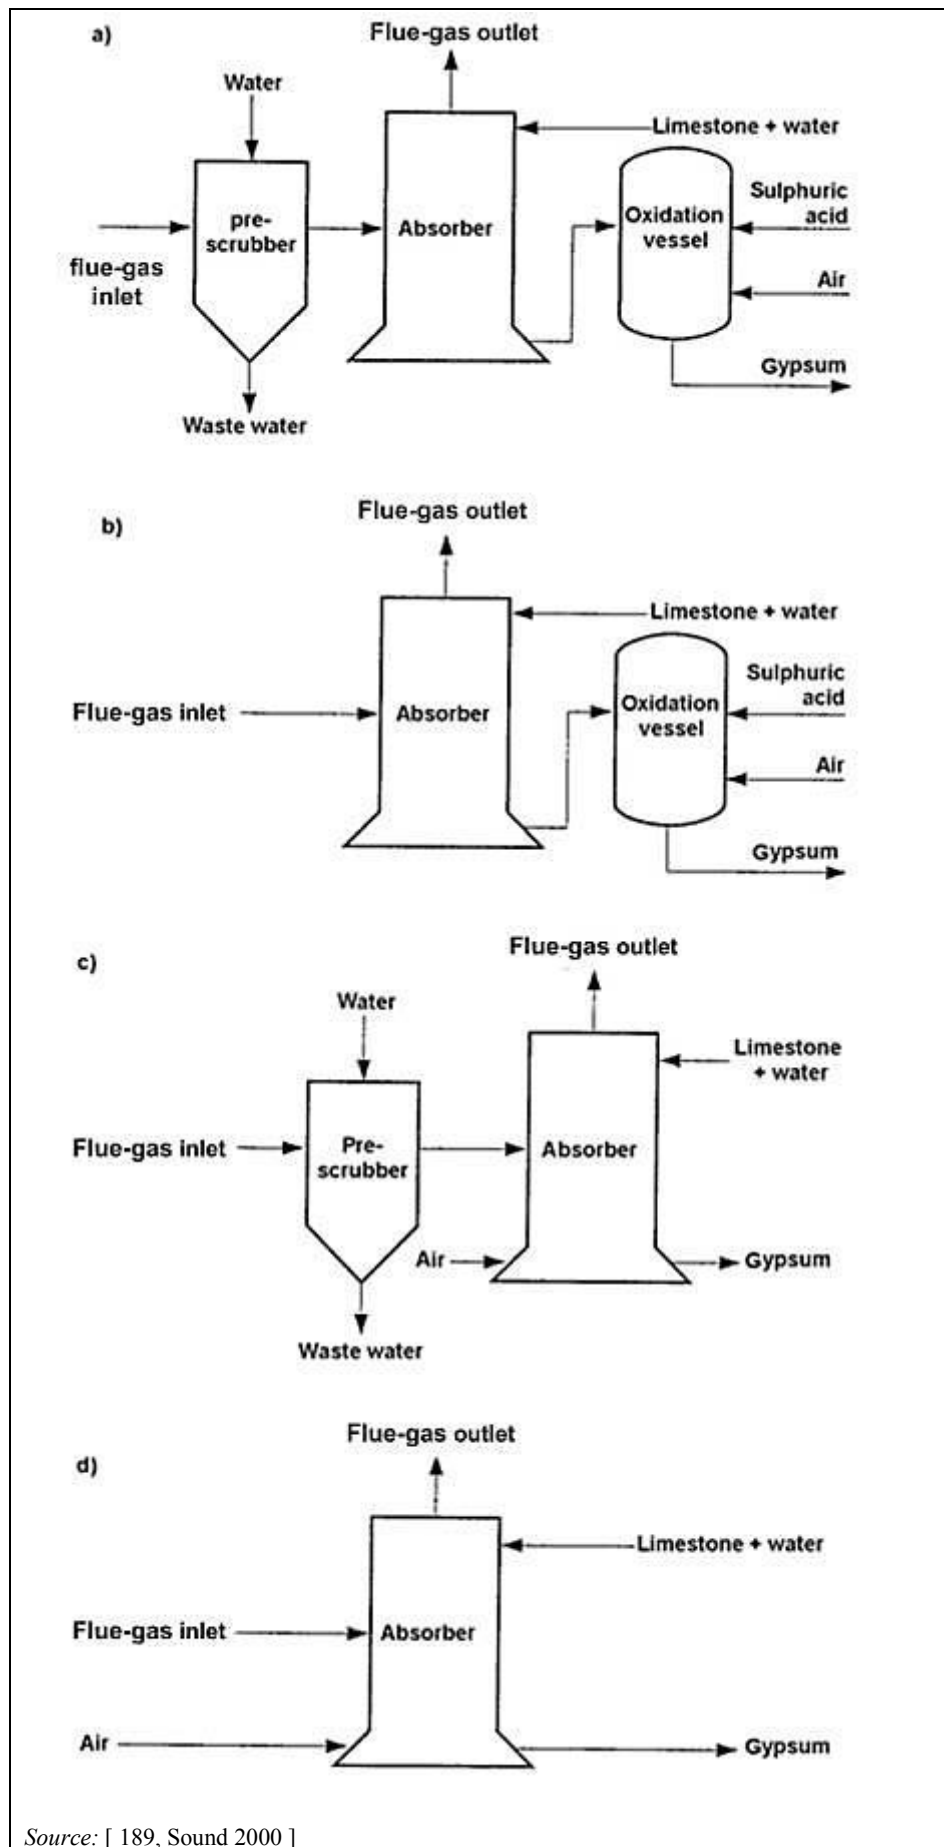 a)
Flue-gas outlet
Water
Limestone + water
pre-
scrubber
Absorber
Oxidation
vessel
Sulphuric
acid
flue-gas
inlet
Air
Gypsum
Waste water
b)
Flue-gas outlet
Limestone + water
Flue-gas inlet
Absorber
Oxidation
vessel
Sulphuric
acid
Air
Gypsum
c)
Flue-gas outlet
Water
Limestone
+ water
Flue-gas inlet
Pre-
scrubber
Absorber
Air
Gypsum
Waste water
d)
Flue-gas outlet
Limestone + water
Flue-gas inlet
Absorber
Air
Gypsum
Source: [ 189, Sound 2000 ]